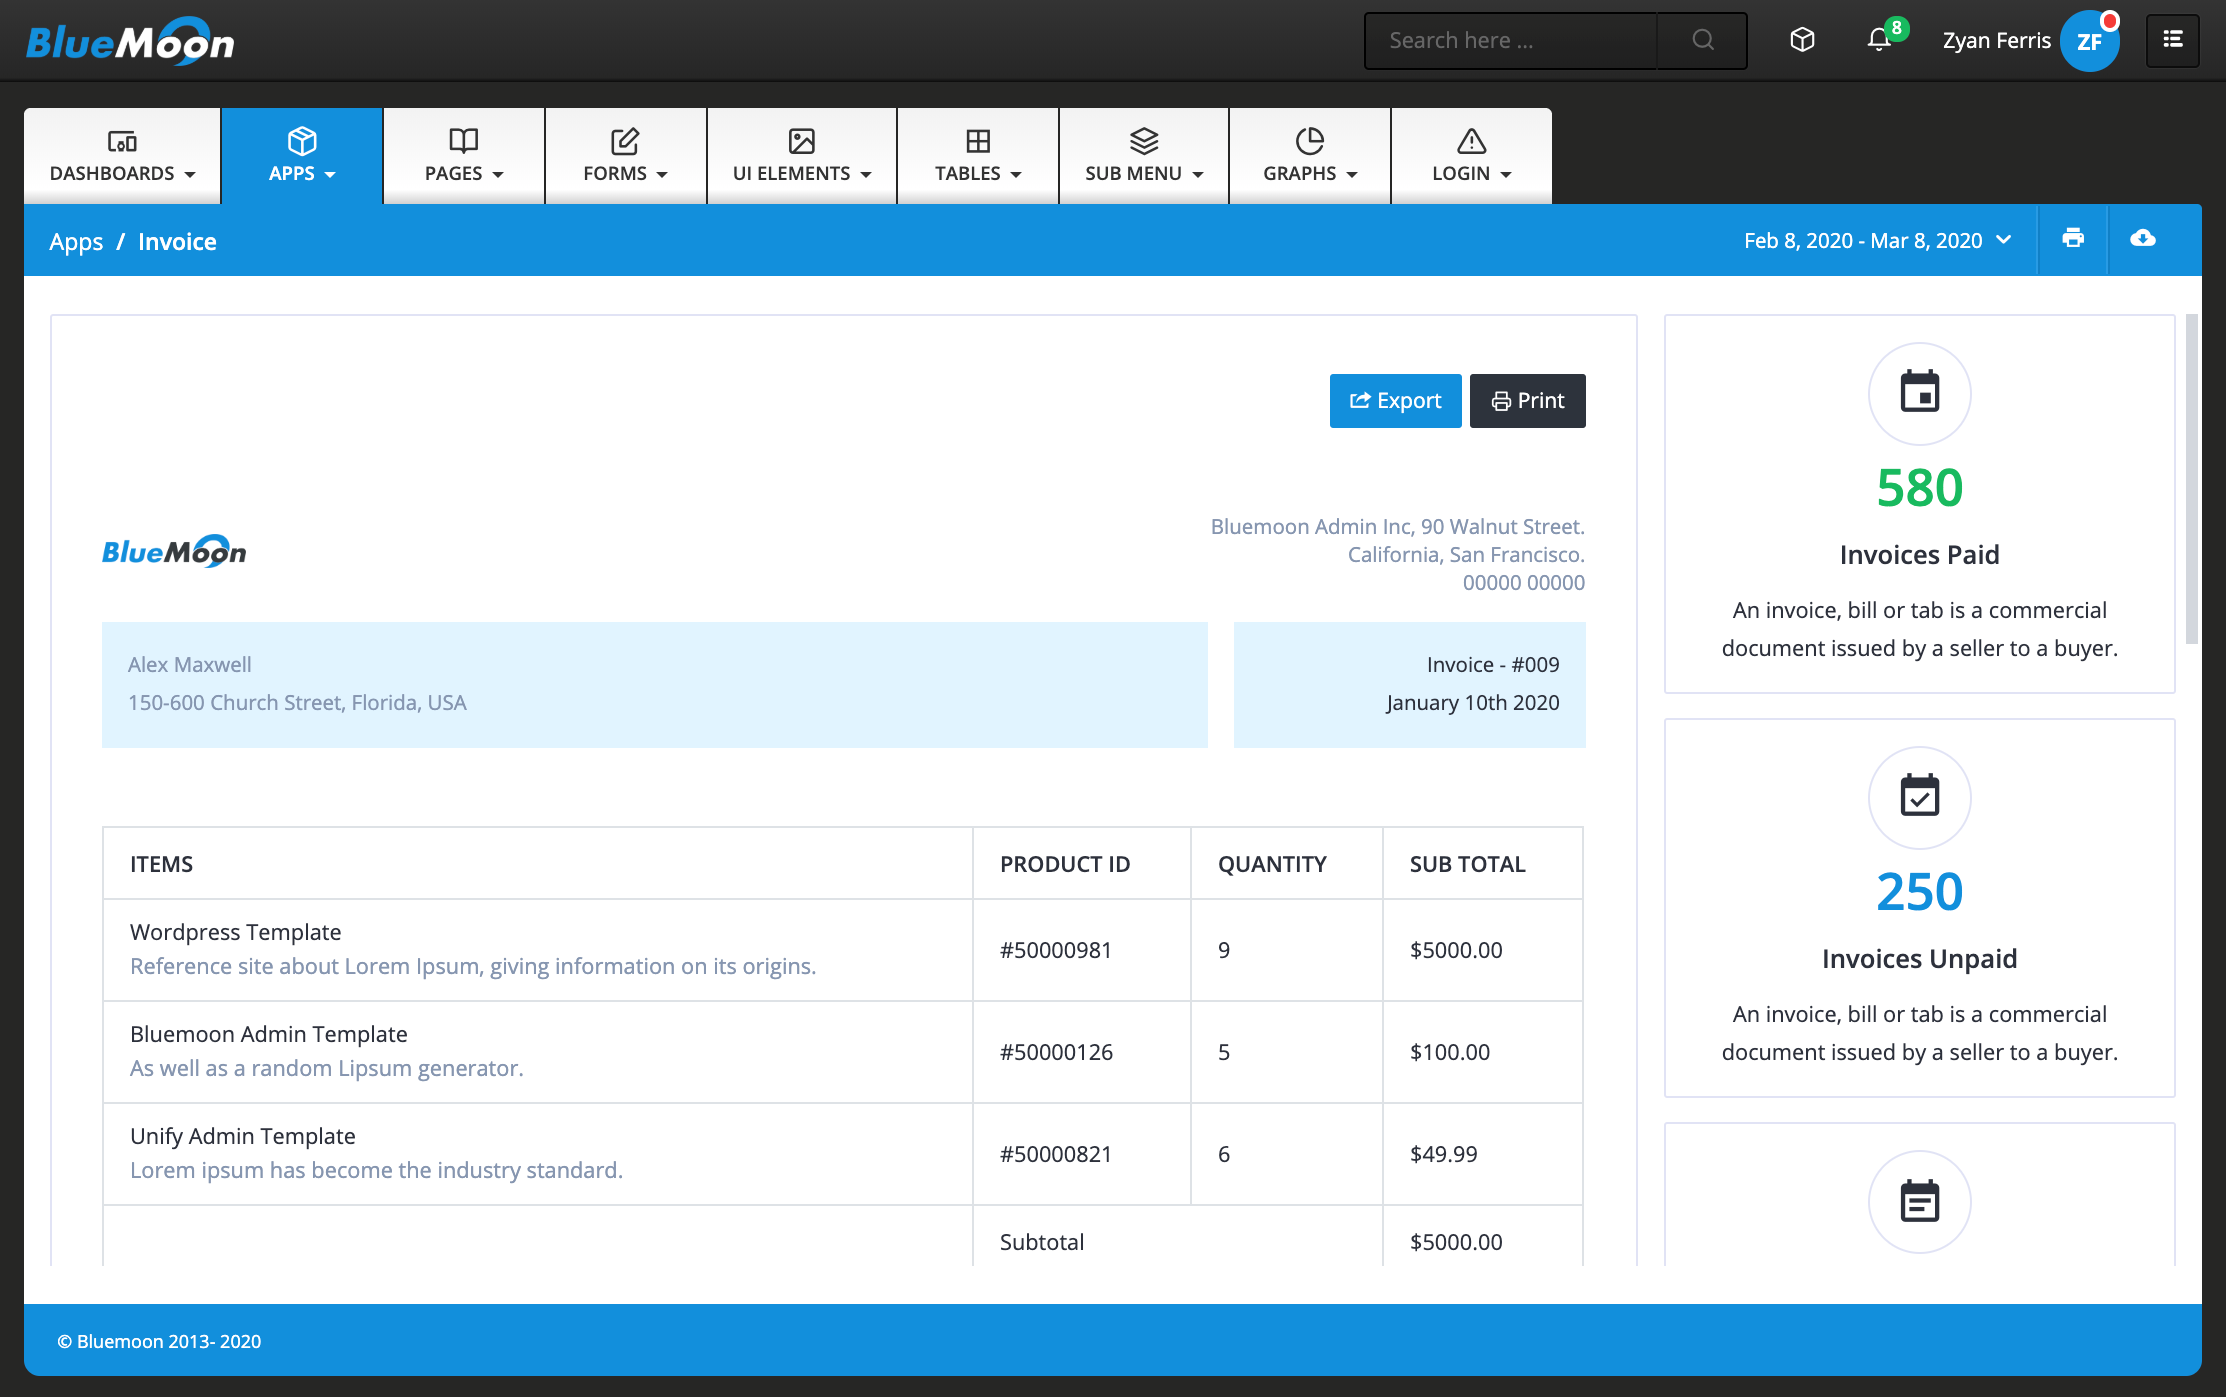 BlueMoon
Search here ...
8
Zyan Ferris
ZF
DASHBOARDS
APPS
PAGES
FORMS
UI ELEMENTS
TABLES
SUB MENU
GRAPHS
LOGIN
Apps / Invoice
Feb 8, 2020 - Mar 8, 2020
Export
Print
BlueMoon
Bluemoon Admin Inc, 90 Walnut Street.
California, San Francisco.
00000 00000
Alex Maxwell
150-600 Church Street, Florida, USA
Invoice - #009
January 10th 2020
ITEMS PRODUCT ID QUANTITY SUB TOTAL
Wordpress Template
Reference site about Lorem Ipsum, giving information on its origins.
#50000981 9 $5000.00
Bluemoon Admin Template
As well as a random Lipsum generator.
#50000126 5 $100.00
Unify Admin Template
Lorem ipsum has become the industry standard.
#50000821 6 $49.99
Subtotal $5000.00
580
Invoices Paid
An invoice, bill or tab is a commercial
document issued by a seller to a buyer.
250
Invoices Unpaid
An invoice, bill or tab is a commercial
document issued by a seller to a buyer.
© Bluemoon 2013- 2020